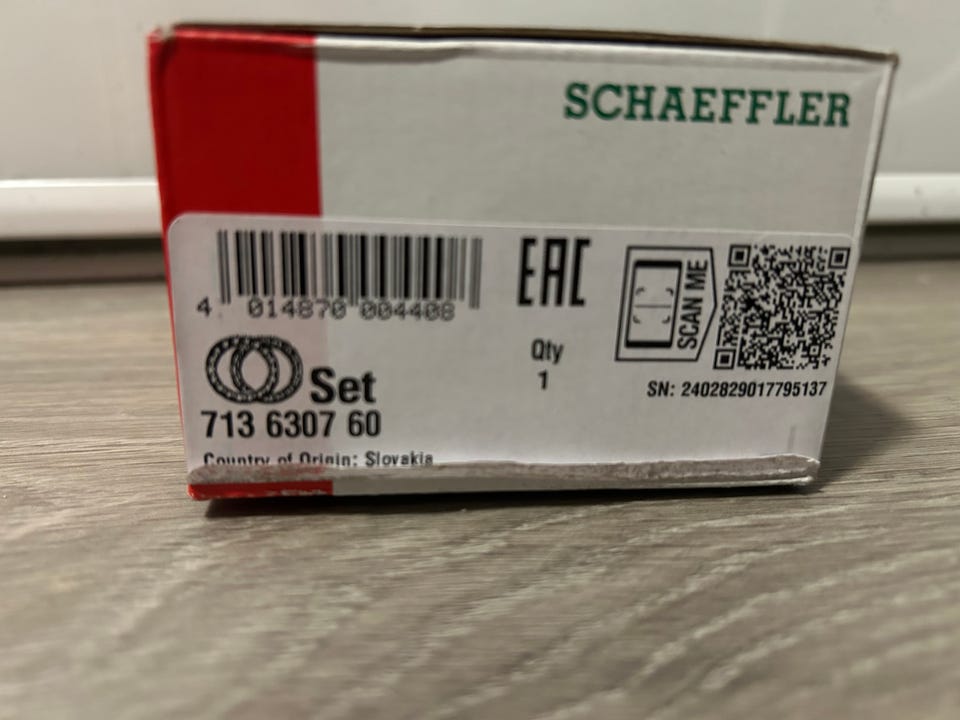 SCHAEFFLER
4 014870 004408
EAC
SCAN ME
Qty
1
SN: 2402829017795137
Set
713 6307 60
Country of Origin: Slovakia